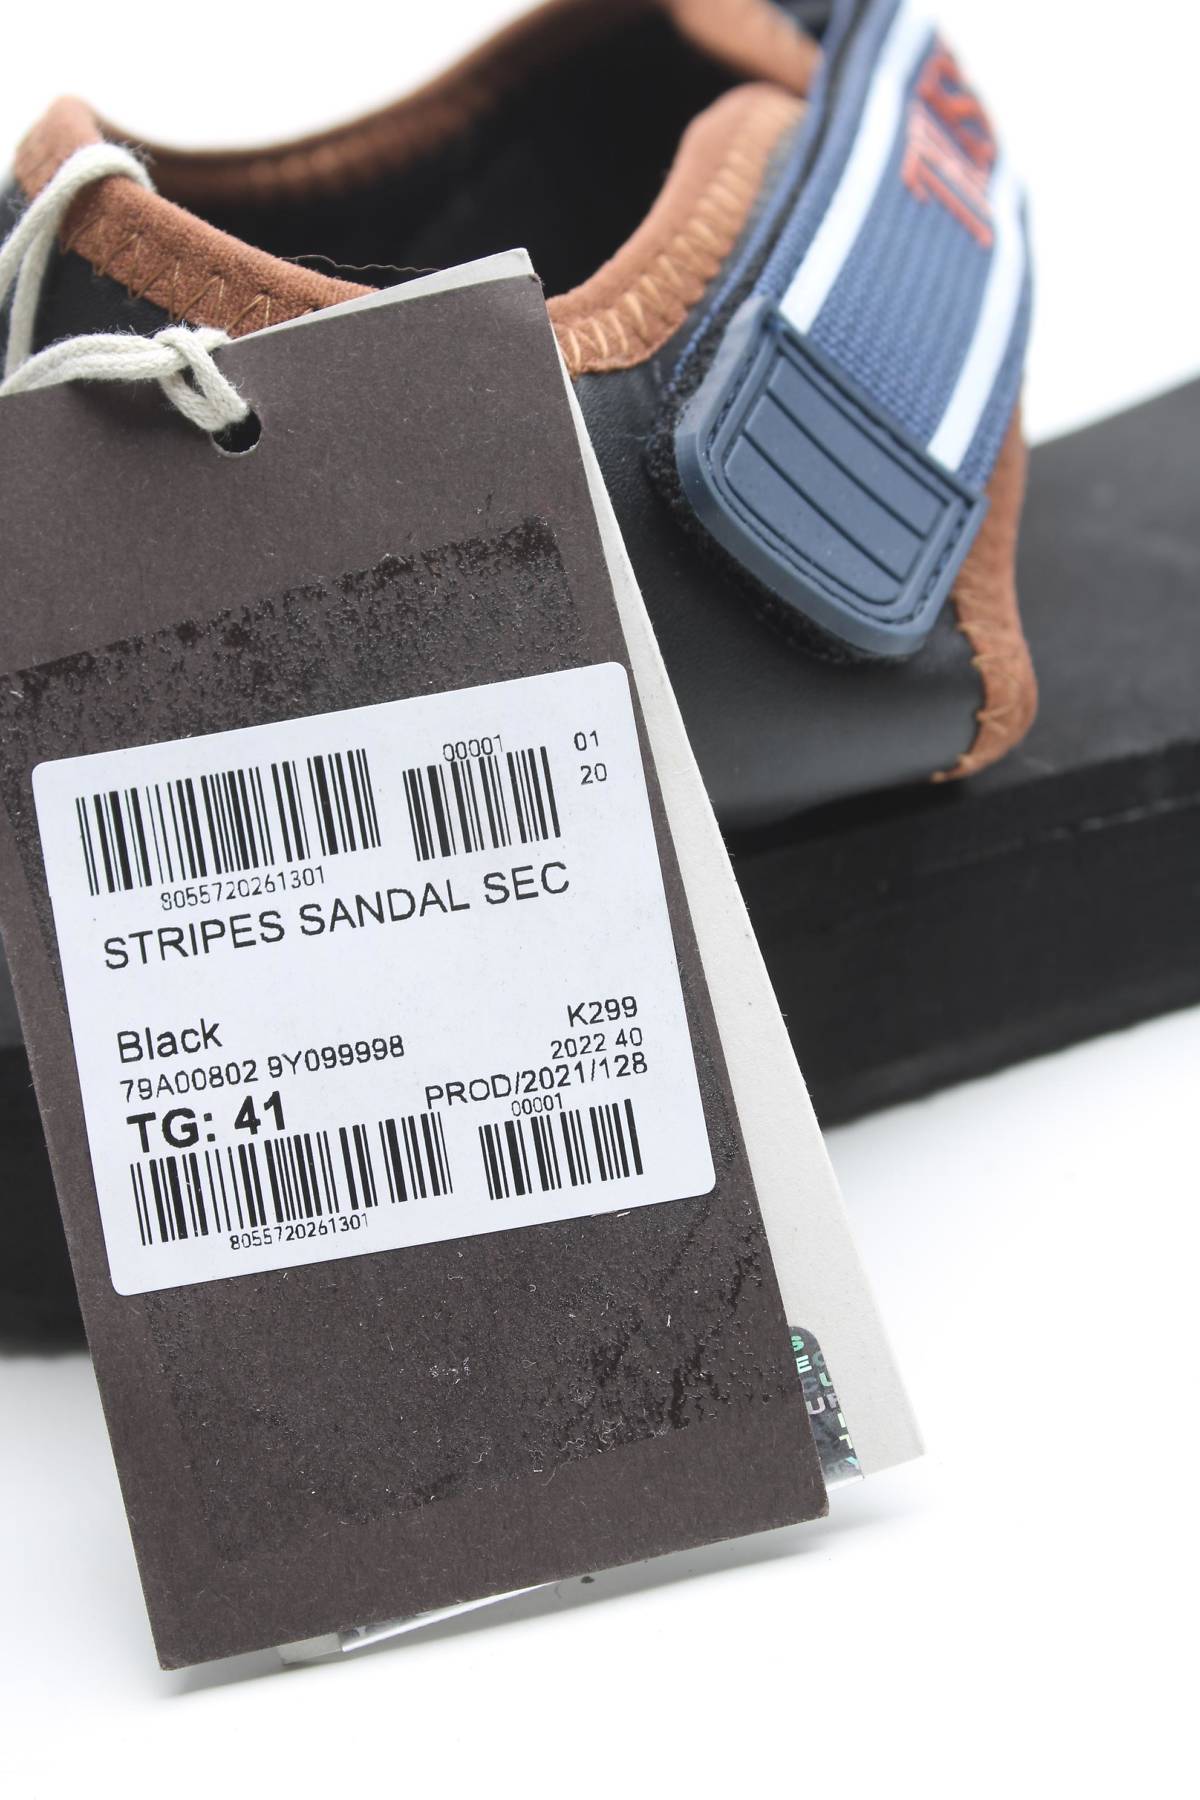 00001
01
20
8055720261301
STRIPES SANDAL SEC
Black
K299
79A00802 9Y099998
2022 40
TG: 41
PROD/2021/128
00001
8055720261301